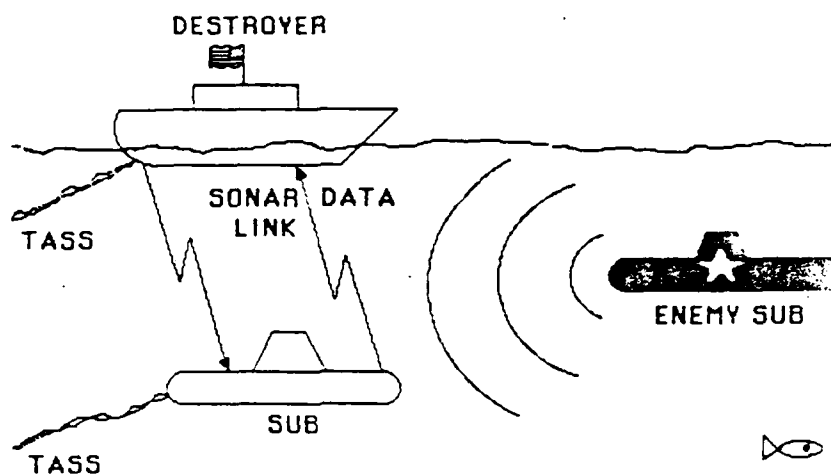 DESTROYER
SONAR DATA
LINK
TASS
ENEMY SUB
SUB
TASS